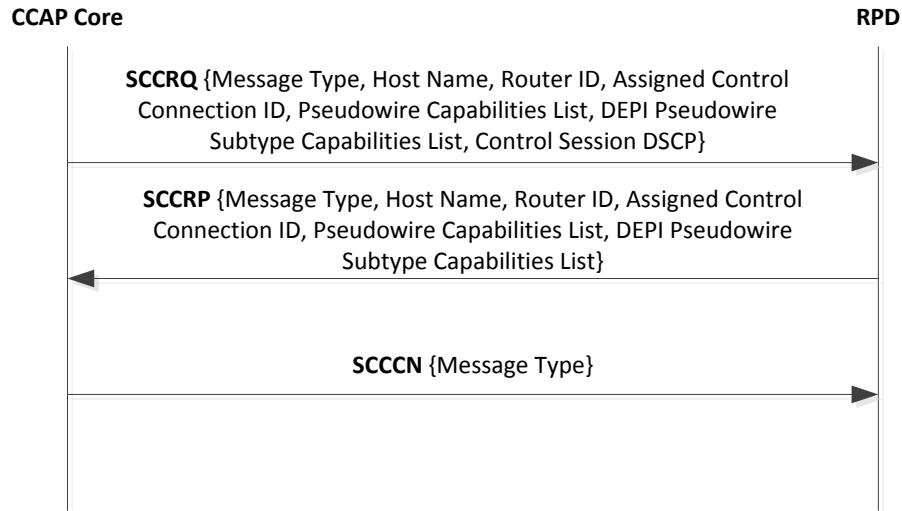 CCAP Core
RPD
SCCRQ {Message Type, Host Name, Router ID, Assigned Control
Connection ID, Pseudowire Capabilities List, DEPI Pseudowire
Subtype Capabilities List, Control Session DSCP}
SCCRP {Message Type, Host Name, Router ID, Assigned Control
Connection ID, Pseudowire Capabilities List, DEPI Pseudowire
Subtype Capabilities List}
SCCCN {Message Type}